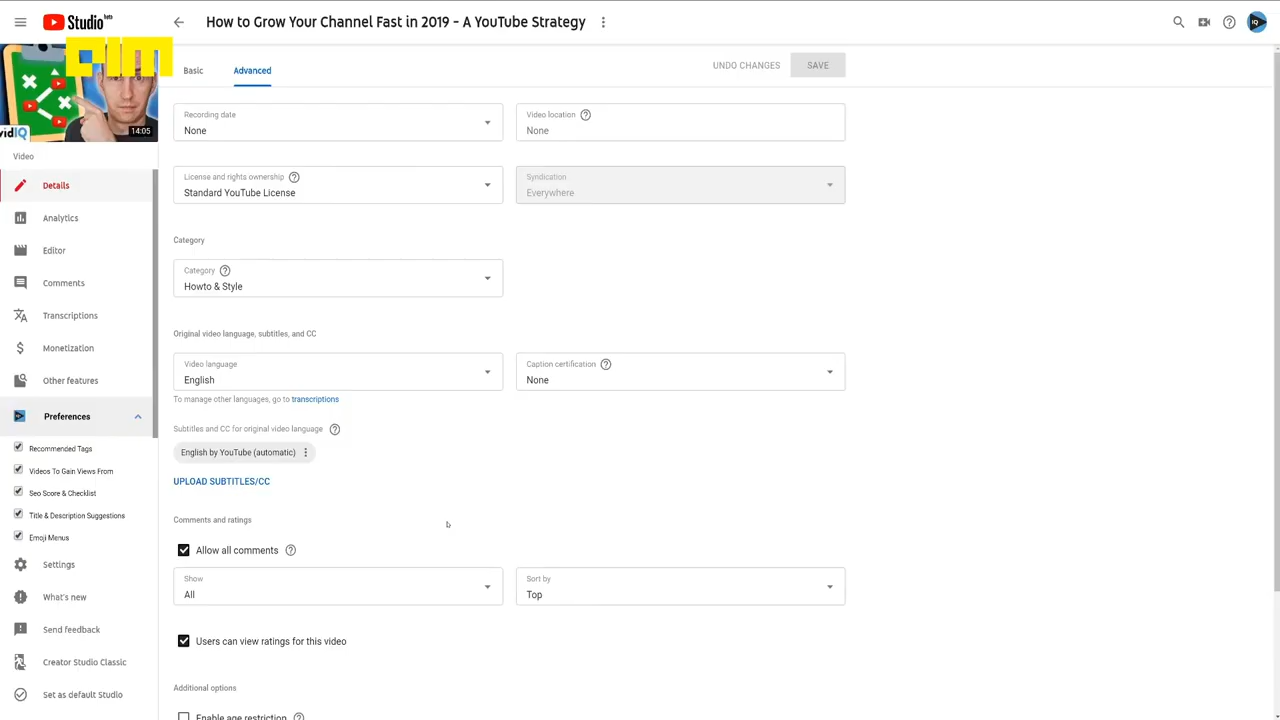 Studio beta
How to Grow Your Channel Fast in 2019 - A YouTube Strategy
IQ
vidIQ
14:05
Video
Details
Analytics
Editor
Comments
Transcriptions
Monetization
Other features
Preferences
Recommended Tags
Videos To Gain Views From
Seo Score & Checklist
Title & Description Suggestions
Emoji Menus
Settings
What's new
Send feedback
Creator Studio Classic
Set as default Studio
Basic
Advanced
UNDO CHANGES
SAVE
Recording date
None
Video location
None
License and rights ownership
Standard YouTube License
Syndication
Everywhere
Category
Category
Howto & Style
Original video language, subtitles, and CC
Video language
English
Caption certification
None
To manage other languages, go to transcriptions
Subtitles and CC for original video language
English by YouTube (automatic)
UPLOAD SUBTITLES/CC
Comments and ratings
Allow all comments
Show
All
Sort by
Top
Users can view ratings for this video
Additional options
Enable age restriction